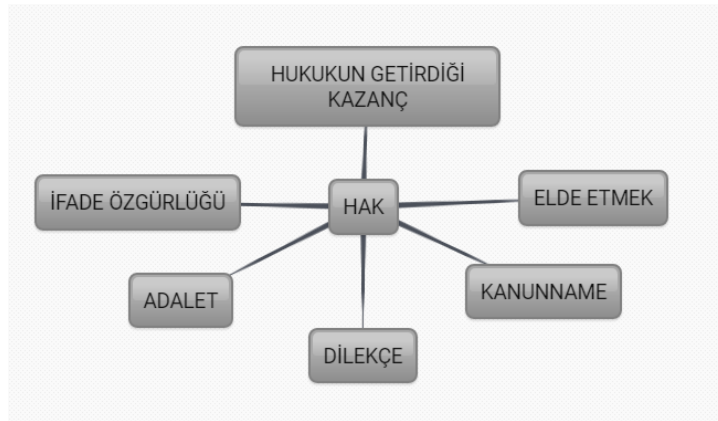 HUKUKUN GETİRDİĞİ
KAZANÇ
İFADE ÖZGÜRLÜĞÜ
HAK
ELDE ETMEK
ADALET
KANUNNAME
DİLEKÇE